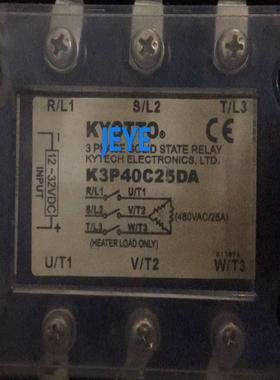 R/L1 S/L2 T/L3
KYOTTO®
CE
JEYE
3 PHASE SOLID STATE RELAY
KYTECH ELECTRONICS, LTD.
K3P40C25DA
12~32VDC
INPUT
R/L1 U/T1
S/L2 V/T2 (480VAC/25A)
T/L3 W/T3
(HEATER LOAD ONLY)
U/T1 V/T2 W/T3